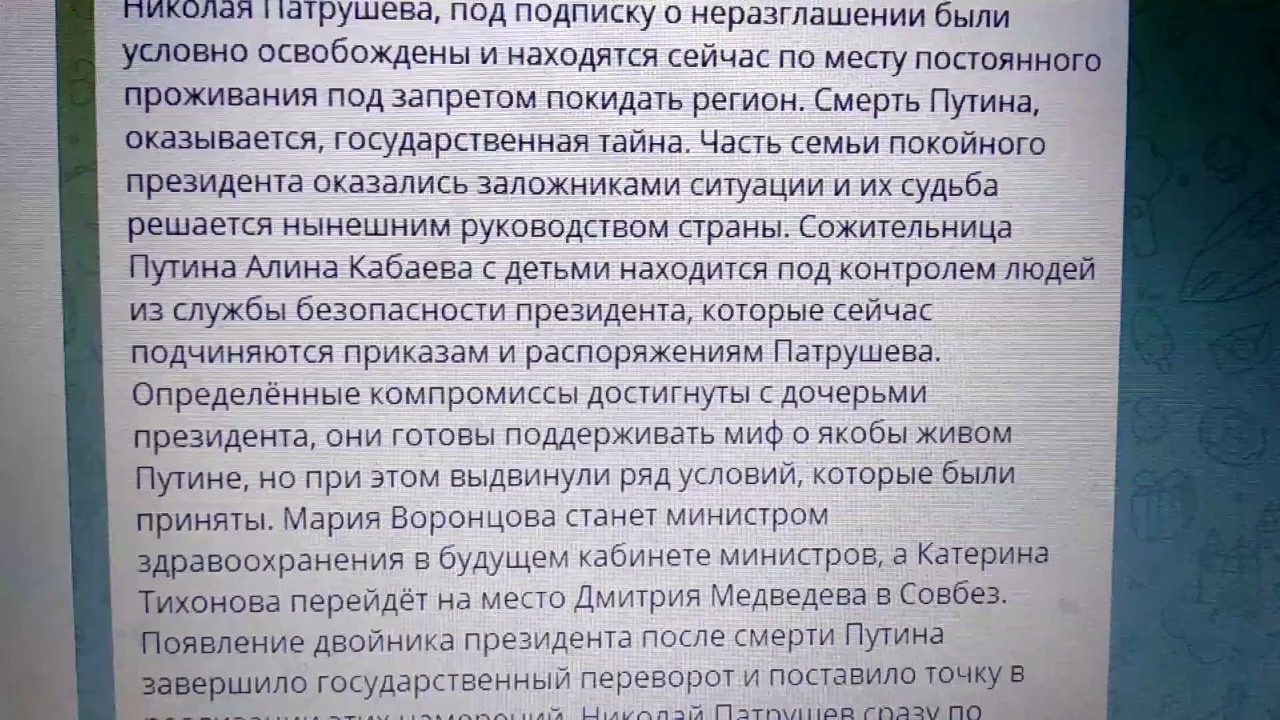 Николая Патрушева, под подписку о неразглашении были
условно освобождены и находятся сейчас по месту постоянного
проживания под запретом покидать регион. Смерть Путина,
оказывается, государственная тайна. Часть семьи покойного
президента оказались заложниками ситуации и их судьба
решается нынешним руководством страны. Сожительница
Путина Алина Кабаева с детьми находится под контролем людей
из службы безопасности президента, которые сейчас
подчиняются приказам и распоряжениям Патрушева.
Определённые компромиссы достигнуты с дочерьми
президента, они готовы поддерживать миф о якобы живом
Путине, но при этом выдвинули ряд условий, которые были
приняты. Мария Воронцова станет министром
здравоохранения в будущем кабинете министров, а Катерина
Тихонова перейдёт на место Дмитрия Медведева в Совбез.
Появление двойника президента после смерти Путина
завершило государственный переворот и поставило точку в
этих намерений. Николай Патрушев сразу по